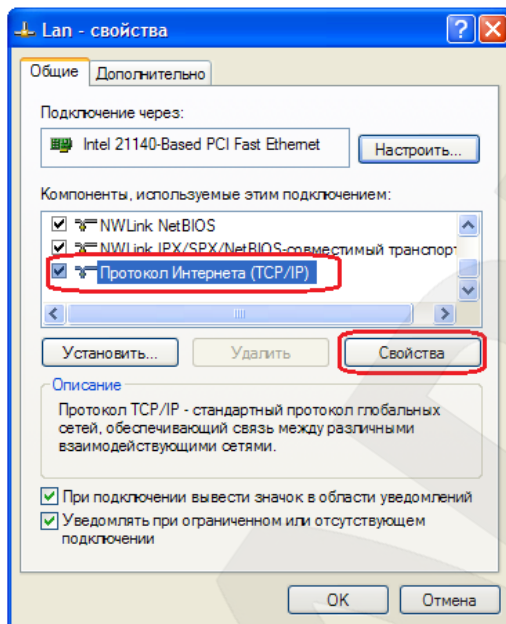 Lan - свойства
Общие
Дополнительно
Подключение через:
Intel 21140-Based PCI Fast Ethernet
Настроить...
Компоненты, используемые этим подключением:
NWLink NetBIOS
NWLink IPX/SPX/NetBIOS-совместимый транспорт
Протокол Интернета (TCP/IP)
Установить...
Удалить
Свойства
Описание
Протокол TCP/IP - стандартный протокол глобальных
сетей, обеспечивающий связь между различными
взаимодействующими сетями.
При подключении вывести значок в области уведомлений
Уведомлять при ограниченном или отсутствующем
подключении
OK
Отмена